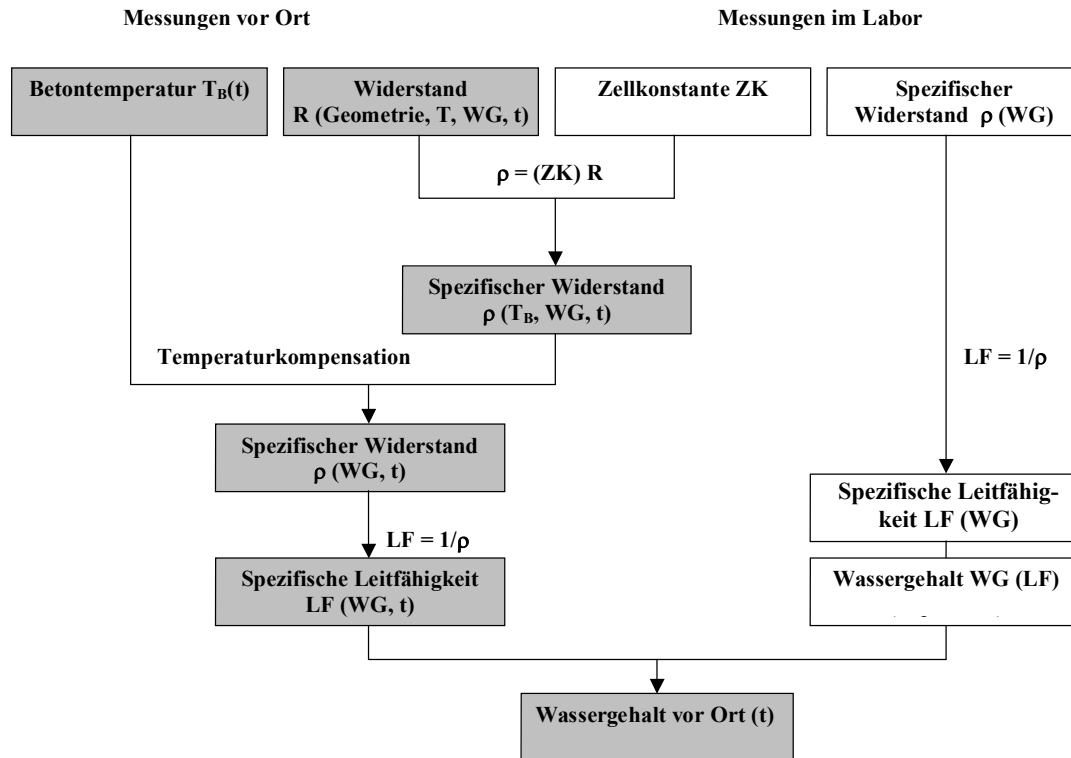 Messungen vor Ort
Messungen im Labor
Betontemperatur T_B(t)
Widerstand
R (Geometrie, T, WG, t)
Zellkonstante ZK
Spezifischer
Widerstand ρ (WG)
ρ = (ZK) R
Spezifischer Widerstand
ρ (T_B, WG, t)
Temperaturkompensation
LF = 1/ρ
Spezifischer Widerstand
ρ (WG, t)
Spezifische Leitfähig-
keit LF (WG)
LF = 1/ρ
Spezifische Leitfähigkeit
LF (WG, t)
Wassergehalt WG (LF)
Wassergehalt vor Ort (t)